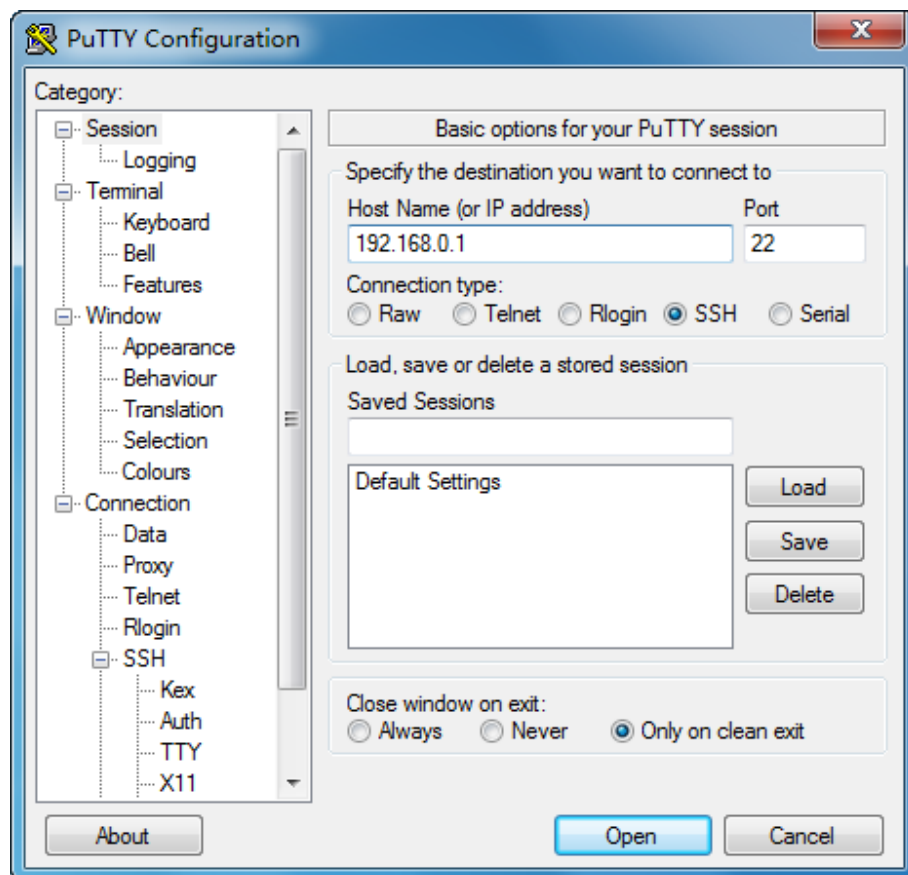 PuTTY Configuration
Category:
Session
Logging
Terminal
Keyboard
Bell
Features
Window
Appearance
Behaviour
Translation
Selection
Colours
Connection
Data
Proxy
Telnet
Rlogin
SSH
Kex
Auth
TTY
X11
Basic options for your PuTTY session
Specify the destination you want to connect to
Host Name (or IP address) Port
192.168.0.1 22
Connection type:
Raw Telnet Rlogin SSH Serial
Load, save or delete a stored session
Saved Sessions
Default Settings
Load
Save
Delete
Close window on exit:
Always Never Only on clean exit
About Open Cancel